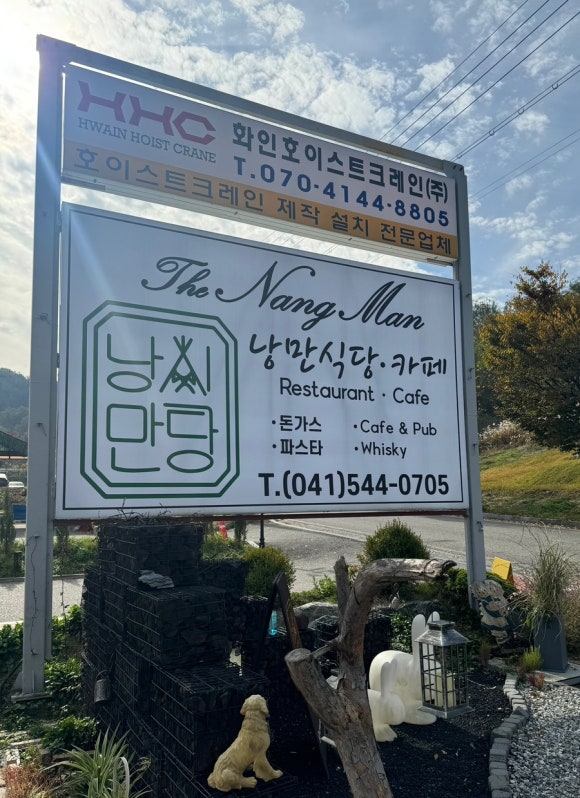 HHC
HWAIN HOIST CRANE
화인호이스트크레인(주)
T.070-4144-8805
호이스트크레인 제작 설치 전문업체
The Nang Man
낭만식당·카페
Restaurant · Cafe
·돈가스 ·Cafe & Pub
·파스타 ·Whisky
T.(041)544-0705
낭시
만당